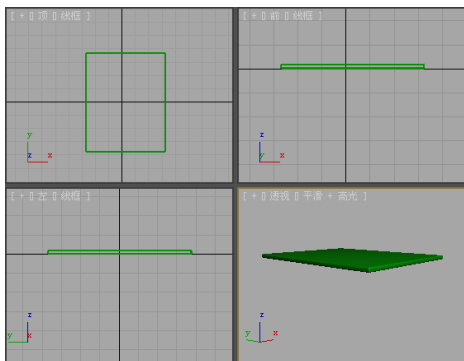 [ + ▯ 顶 ▯ 线框 ]
y
z x
[ + ▯ 前 ▯ 线框 ]
z
y x
[ + ▯ 左 ▯ 线框 ]
z
y x
[ + ▯ 透视 ▯ 平滑 + 高光 ]
z
y x